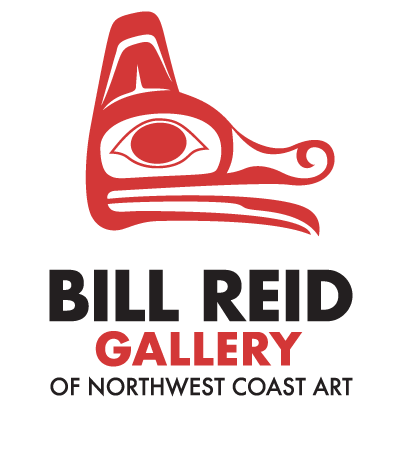 BILL REID
GALLERY
OF NORTHWEST COAST ART